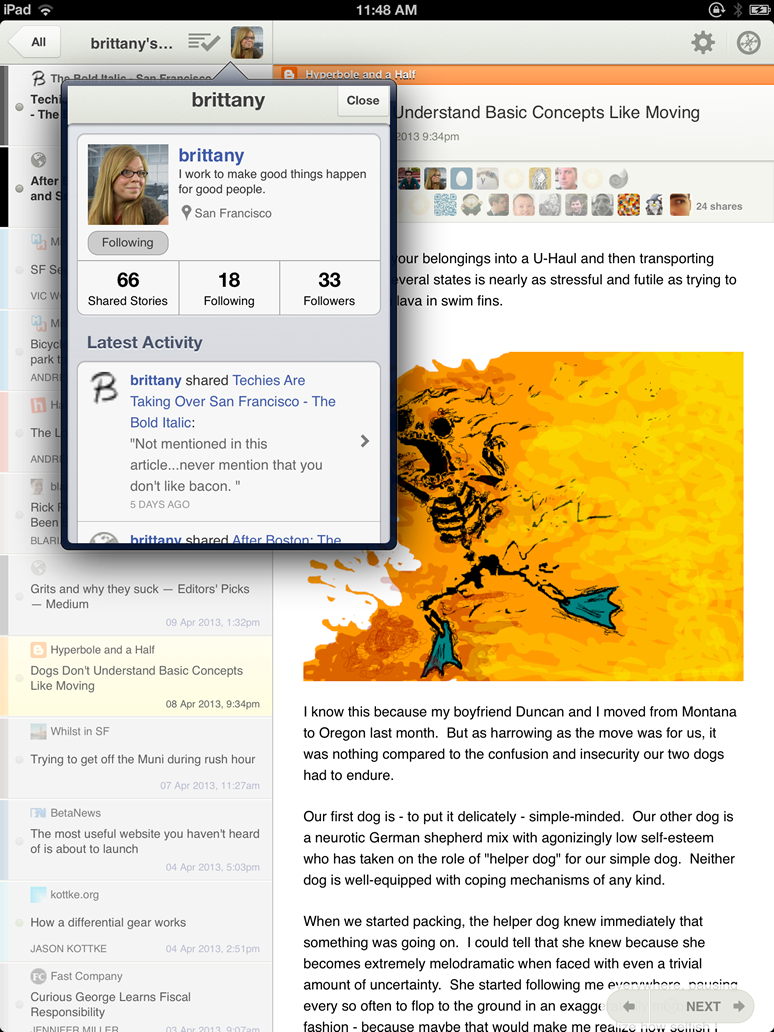 iPad
11:48 AM
All
brittany's...
The Bold Italic - San Francisco
Techi
- The
After
and S
M
SF Se
VIC W
M
Bicyc
park t
ANDR
Ha
The L
ANDR
bla
Rick
Been
BLAR
Grits and why they suck — Editors' Picks
— Medium
09 Apr 2013, 1:32pm
Hyperbole and a Half
Dogs Don't Understand Basic Concepts
Like Moving
08 Apr 2013, 9:34pm
Whilst in SF
Trying to get off the Muni during rush hour
07 Apr 2013, 11:27am
BetaNews
The most useful website you haven't heard
of is about to launch
04 Apr 2013, 5:03pm
kottke.org
How a differential gear works
JASON KOTTKE
04 Apr 2013, 2:51pm
FC Fast Company
Curious George Learns Fiscal
Responsibility
JENNIFER MILLER
03 Apr 2013, 9:07am
brittany
Close
brittany
I work to make good things happen
for good people.
San Francisco
Following
66
Shared Stories
18
Following
33
Followers
Latest Activity
B
brittany shared Techies Are
Taking Over San Francisco - The
Bold Italic:
"Not mentioned in this
article...never mention that you
don't like bacon. "
5 DAYS AGO
brittany shared After Boston: The
Hyperbole and a Half
Understand Basic Concepts Like Moving
2013 9:34pm
24 shares
your belongings into a U-Haul and then transporting
several states is nearly as stressful and futile as trying to
lava in swim fins.
I know this because my boyfriend Duncan and I moved from Montana
to Oregon last month.  But as harrowing as the move was for us, it
was nothing compared to the confusion and insecurity our two dogs
had to endure.
Our first dog is - to put it delicately - simple-minded.  Our other dog is
a neurotic German shepherd mix with agonizingly low self-esteem
who has taken on the role of "helper dog" for our simple dog.  Neither
dog is well-equipped with coping mechanisms of any kind.
When we started packing, the helper dog knew immediately that
something was going on.  I could tell that she knew because she
becomes extremely melodramatic when faced with even a trivial
amount of uncertainty.  She started following me everywhere, pausing
every so often to flop to the ground in an exagge
fashion - because maybe that would make me realize how selfish I
NEXT